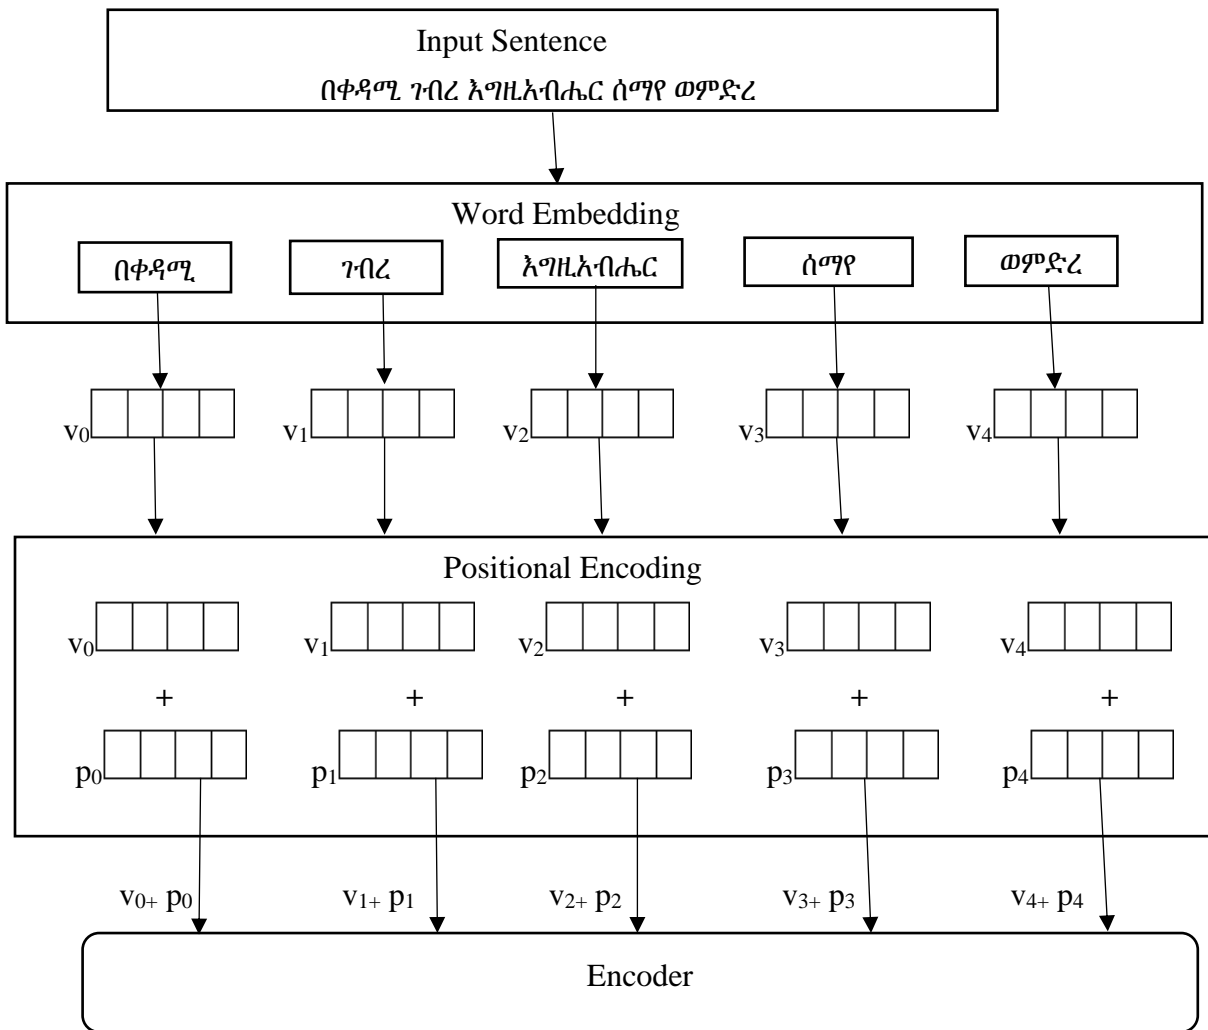 Input Sentence
በቀዳሚ ገብረ እግዚአብሔር ሰማየ ወምድረ
Word Embedding
በቀዳሚ ገብረ እግዚአብሔር ሰማየ ወምድረ
v0 v1 v2 v3 v4
Positional Encoding
v0 v1 v2 v3 v4
+ + + + +
p0 p1 p2 p3 p4
v0+ p0 v1+ p1 v2+ p2 v3+ p3 v4+ p4
Encoder